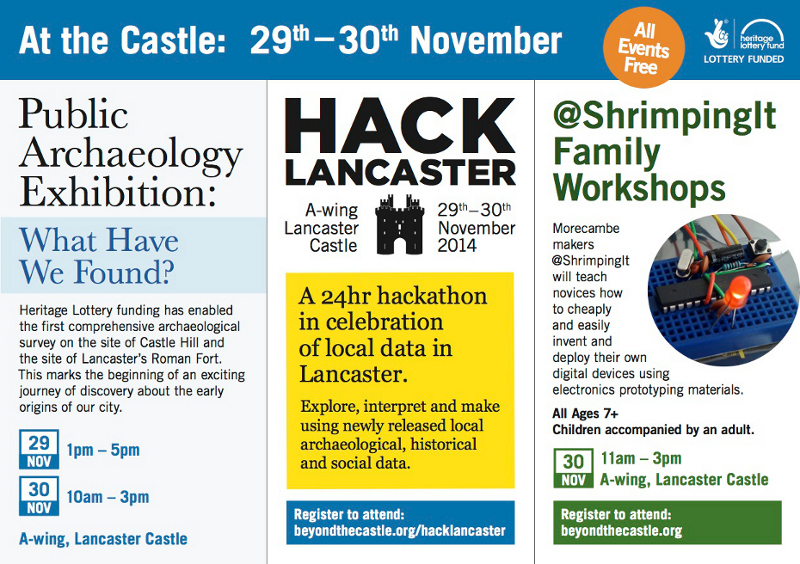 At the Castle: 29th–30th November
All
Events
Free
heritage
lottery fund
LOTTERY FUNDED
Public
Archaeology
Exhibition:
What Have
We Found?
Heritage Lottery funding has enabled
the first comprehensive archaeological
survey on the site of Castle Hill and
the site of Lancaster's Roman Fort.
This marks the beginning of an exciting
journey of discovery about the early
origins of our city.
29
NOV
1pm – 5pm
30
NOV
10am – 3pm
A-wing, Lancaster Castle
HACK
LANCASTER
A-wing
Lancaster
Castle
29th–30th
November
2014
A 24hr hackathon
in celebration
of local data in
Lancaster.
Explore, interpret and make
using newly released local
archaeological, historical
and social data.
Register to attend:
beyondthecastle.org/hacklancaster
@ShrimpingIt
Family
Workshops
Morecambe
makers
@ShrimpingIt
will teach
novices how
to cheaply
and easily
invent and
deploy their own
digital devices using
electronics prototyping materials.
All Ages 7+
Children accompanied by an adult.
30
NOV
11am – 3pm
A-wing, Lancaster Castle
Register to attend:
beyondthecastle.org